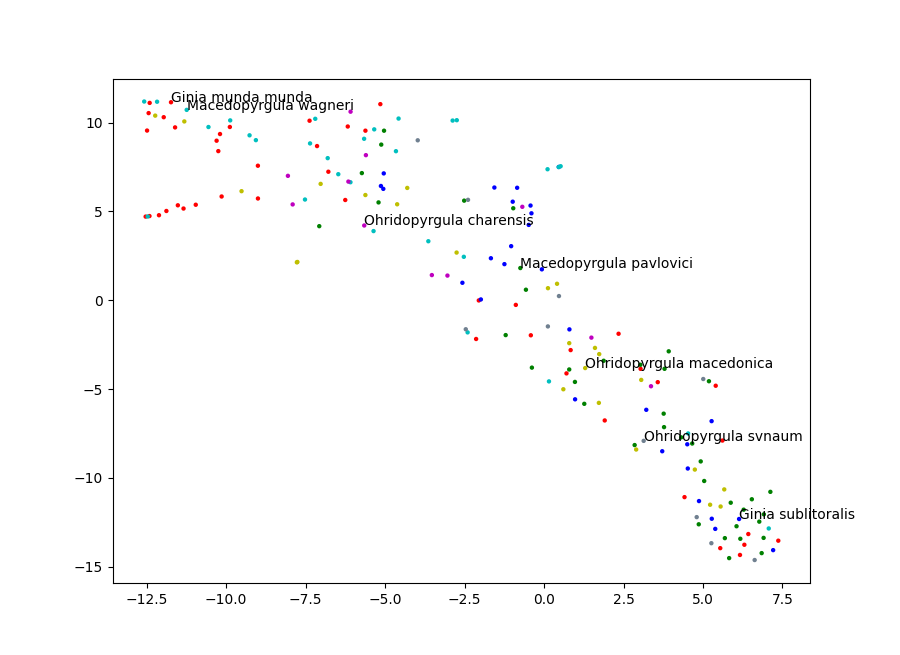 Ginia munda munda
Macedopyrgula wagneri
Ohridopyrgula charensis
Macedopyrgula pavlovici
Ohridopyrgula macedonica
Ohridopyrgula svnaum
Ginia sublitoralis
10
5
0
−5
−10
−15
−12.5 −10.0 −7.5 −5.0 −2.5 0.0 2.5 5.0 7.5